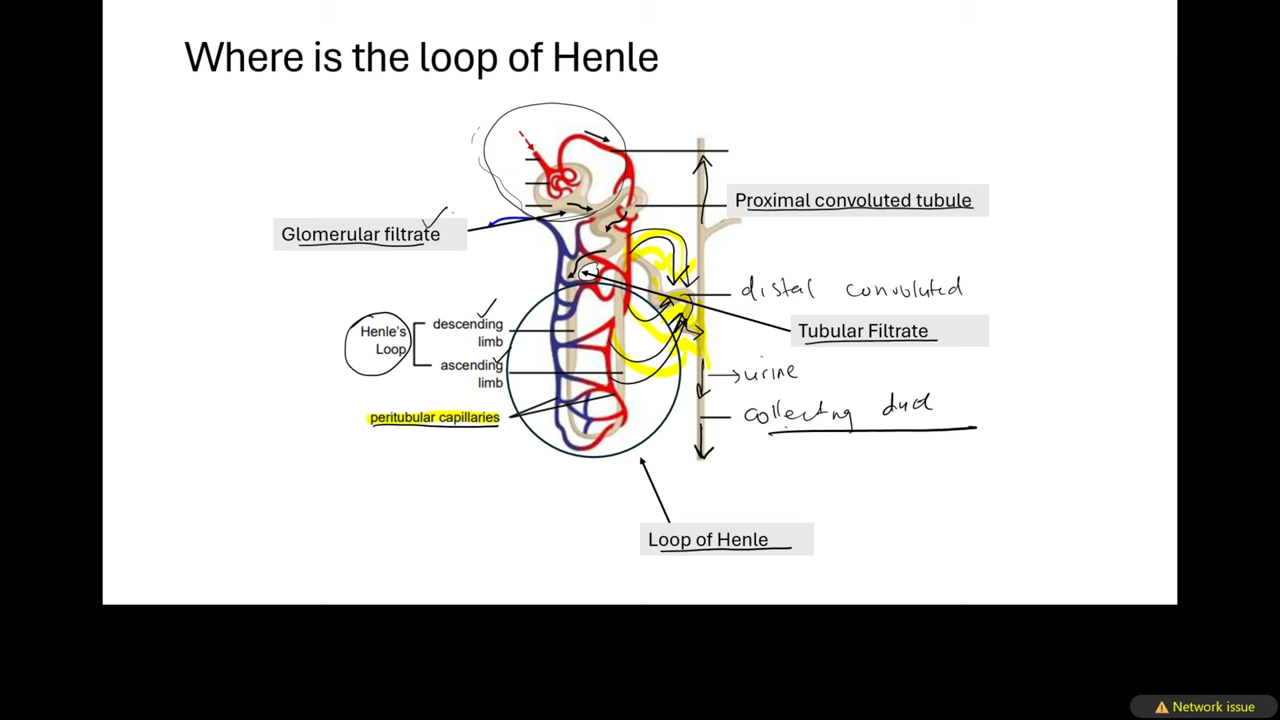 Where is the loop of Henle
Proximal convoluted tubule
Glomerular filtrate
distal convoluted
Tubular Filtrate
Henle's
Loop
descending
limb
ascending
limb
urine
collecting duct
peritubular capillaries
Loop of Henle
Network issue